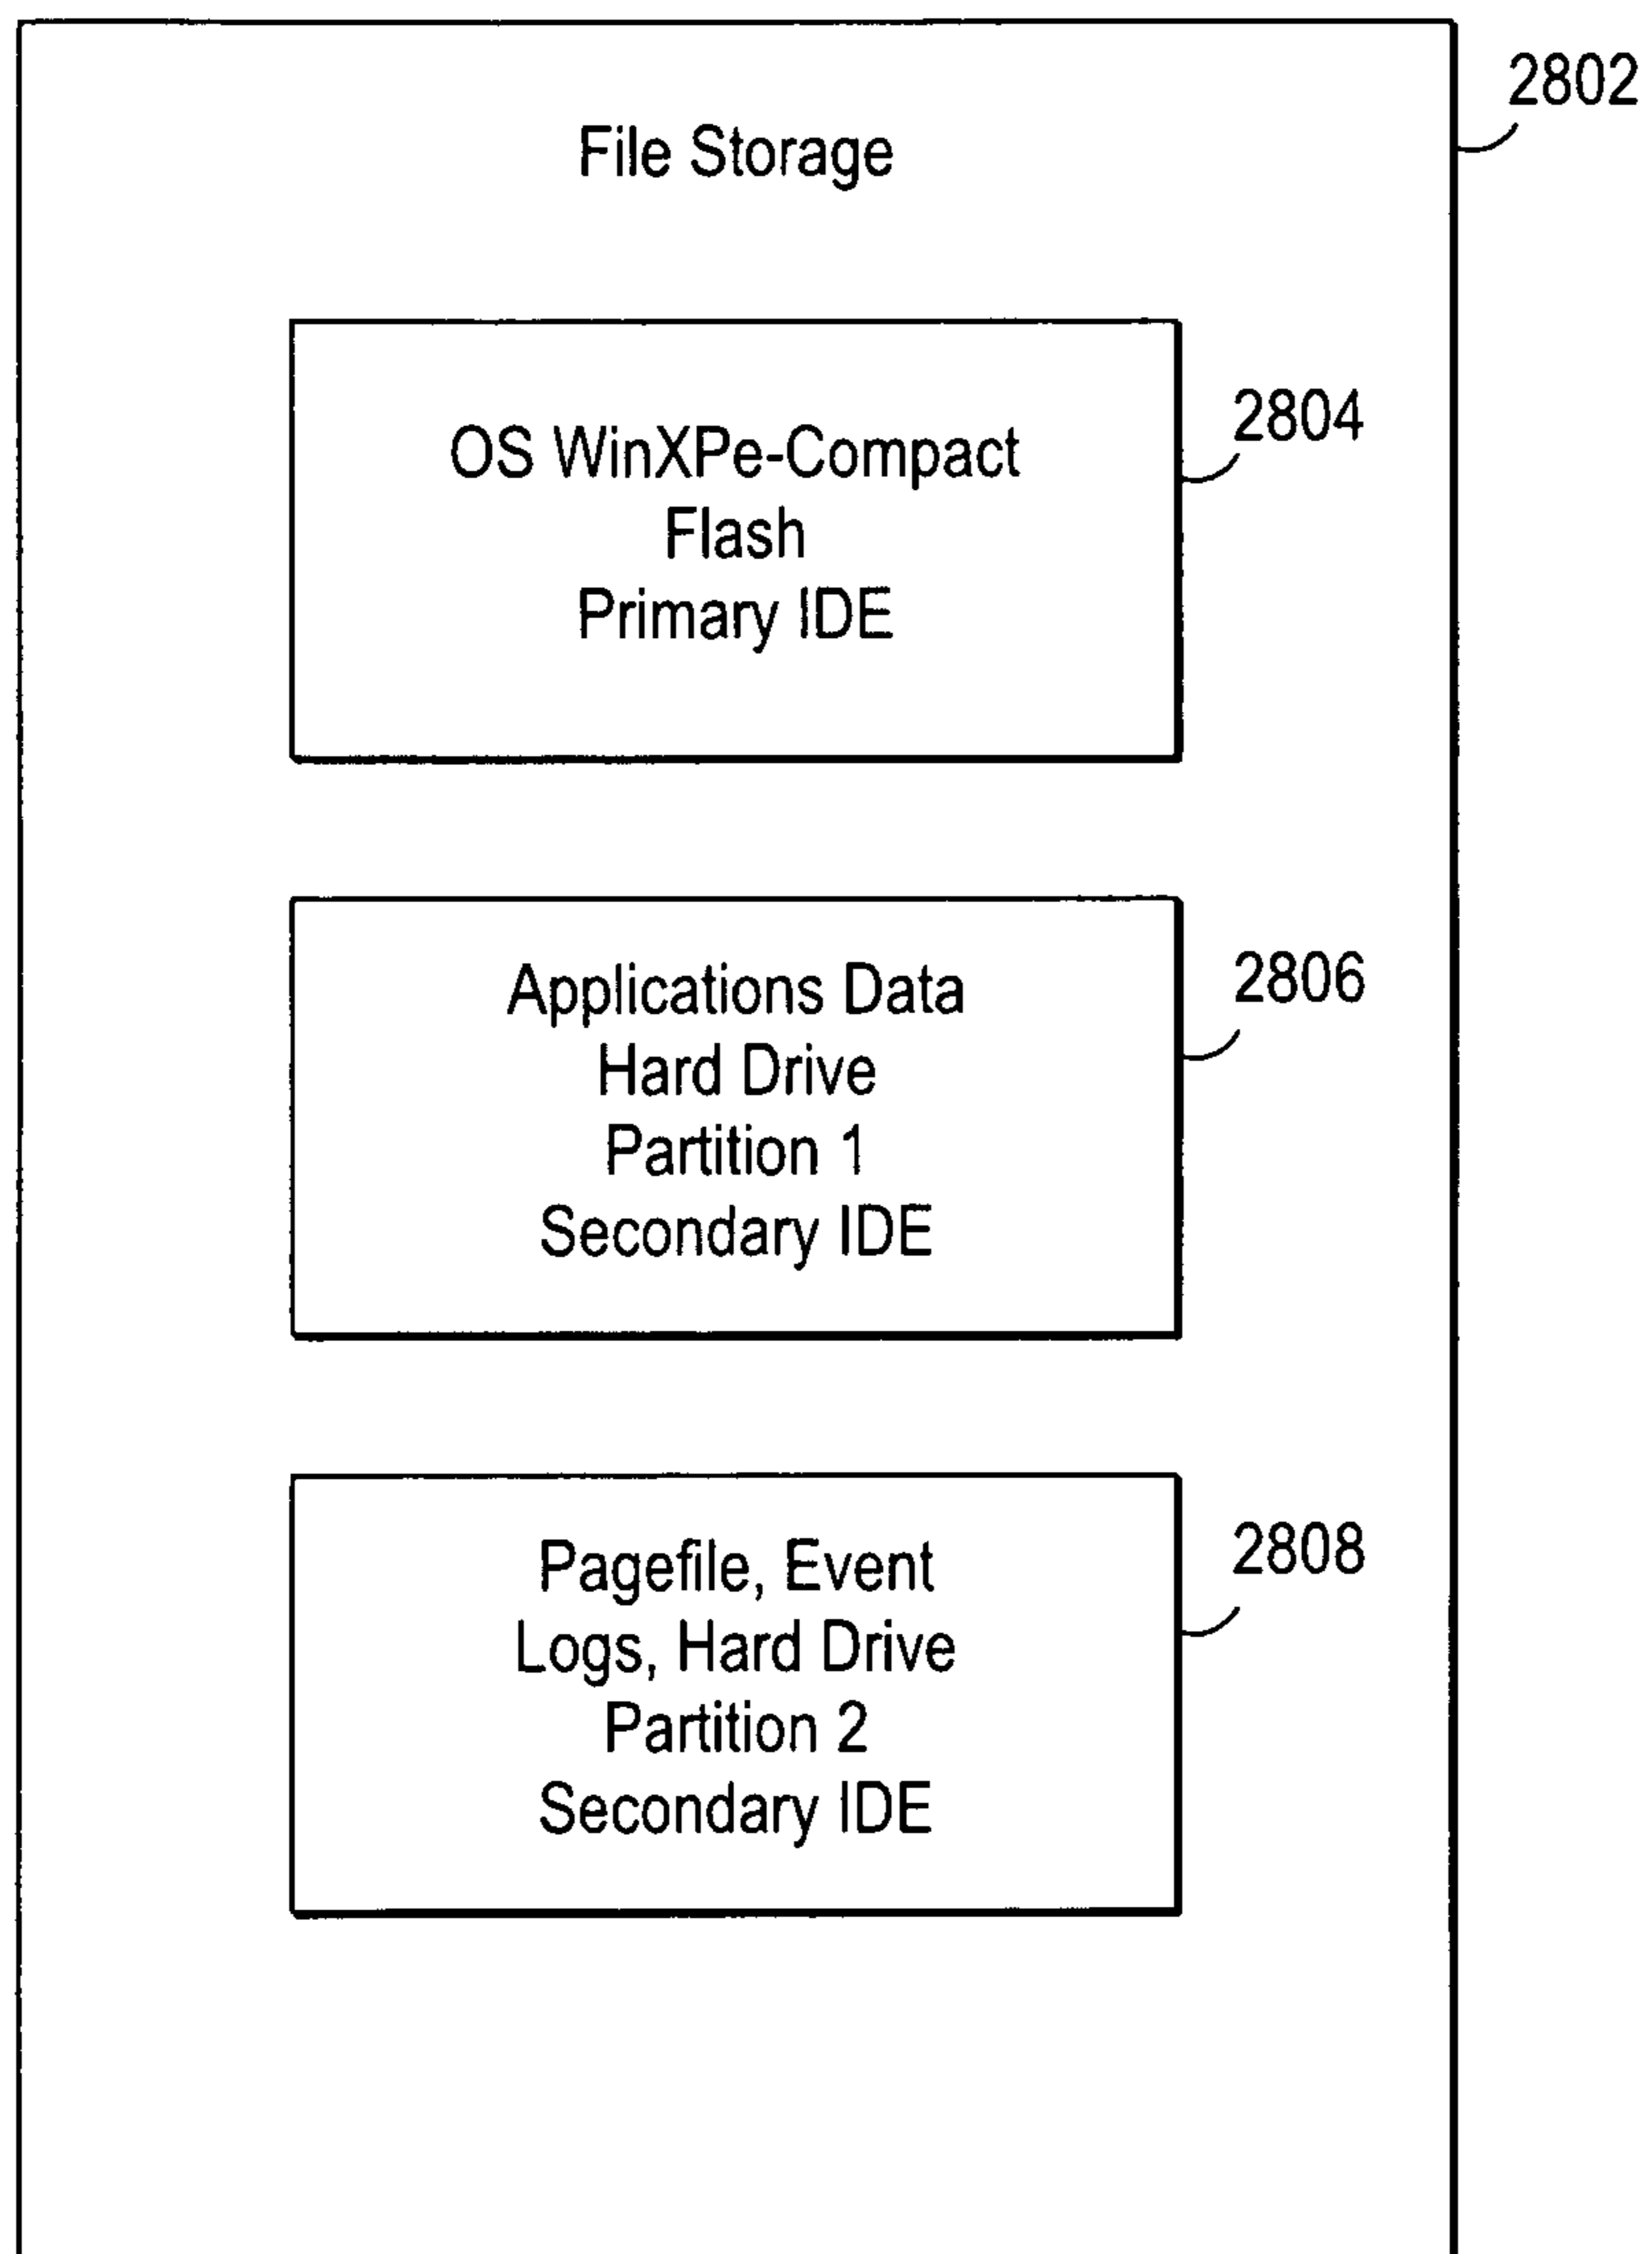 2802
File Storage
2804
OS WinXPe-Compact
Flash
Primary IDE
2806
Applications Data
Hard Drive
Partition 1
Secondary IDE
2808
Pagefile, Event
Logs, Hard Drive
Partition 2
Secondary IDE